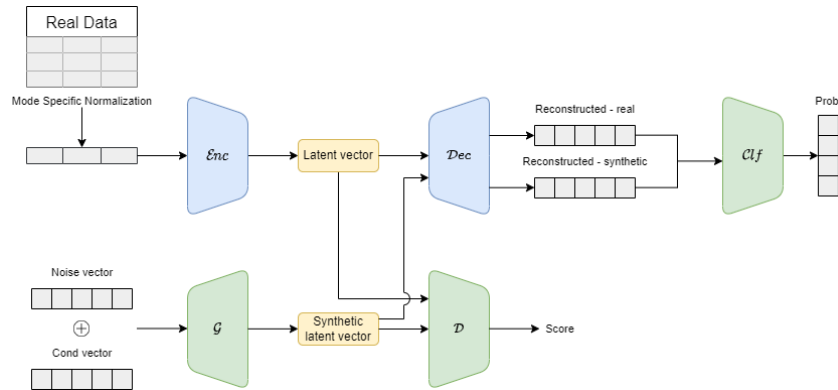 Real Data
Mode Specific Normalization
Enc
Latent vector
Dec
Reconstructed - real
Reconstructed - synthetic
Clf
Prob
Noise vector
Cond vector
G
Synthetic
latent vector
D
Score